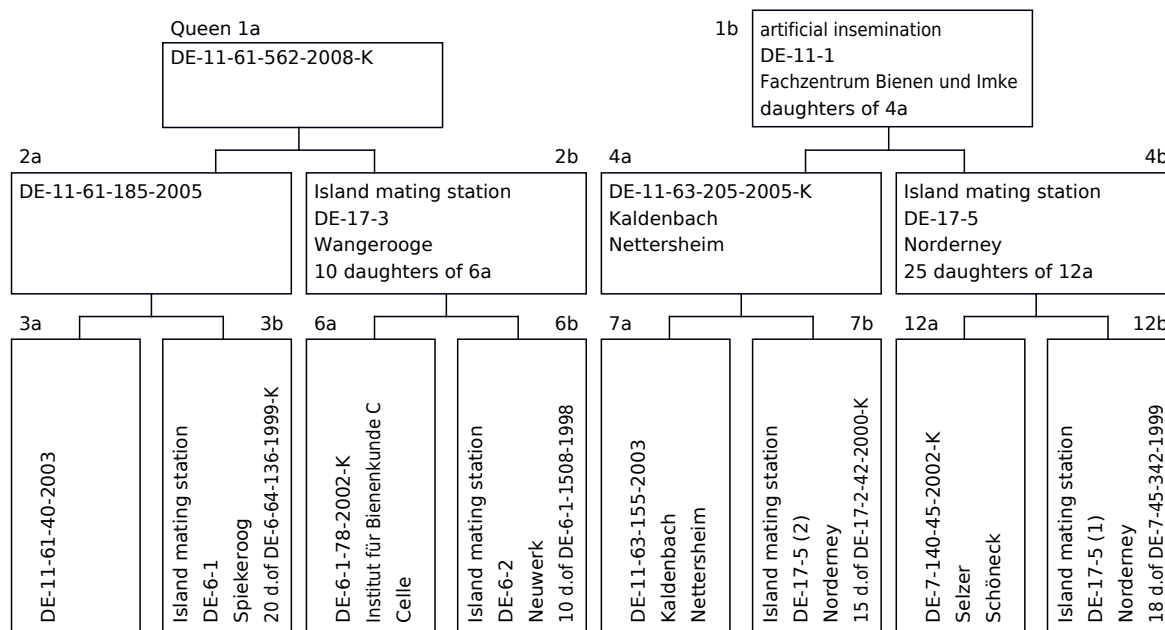 Queen 1a
DE-11-61-562-2008-K
1b
artificial insemination
DE-11-1
Fachzentrum Bienen und Imke
daughters of 4a
2a
DE-11-61-185-2005
2b
Island mating station
DE-17-3
Wangerooge
10 daughters of 6a
4a
DE-11-63-205-2005-K
Kaldenbach
Nettersheim
4b
Island mating station
DE-17-5
Norderney
25 daughters of 12a
3a
DE-11-61-40-2003
3b
Island mating station
DE-6-1
Spiekeroog
20 d.of DE-6-64-136-1999-K
6a
DE-6-1-78-2002-K
Institut für Bienenkunde C
Celle
6b
Island mating station
DE-6-2
Neuwerk
10 d.of DE-6-1-1508-1998
7a
DE-11-63-155-2003
Kaldenbach
Nettersheim
7b
Island mating station
DE-17-5 (2)
Norderney
15 d.of DE-17-2-42-2000-K
12a
DE-7-140-45-2002-K
Selzer
Schöneck
12b
Island mating station
DE-17-5 (1)
Norderney
18 d.of DE-7-45-342-1999